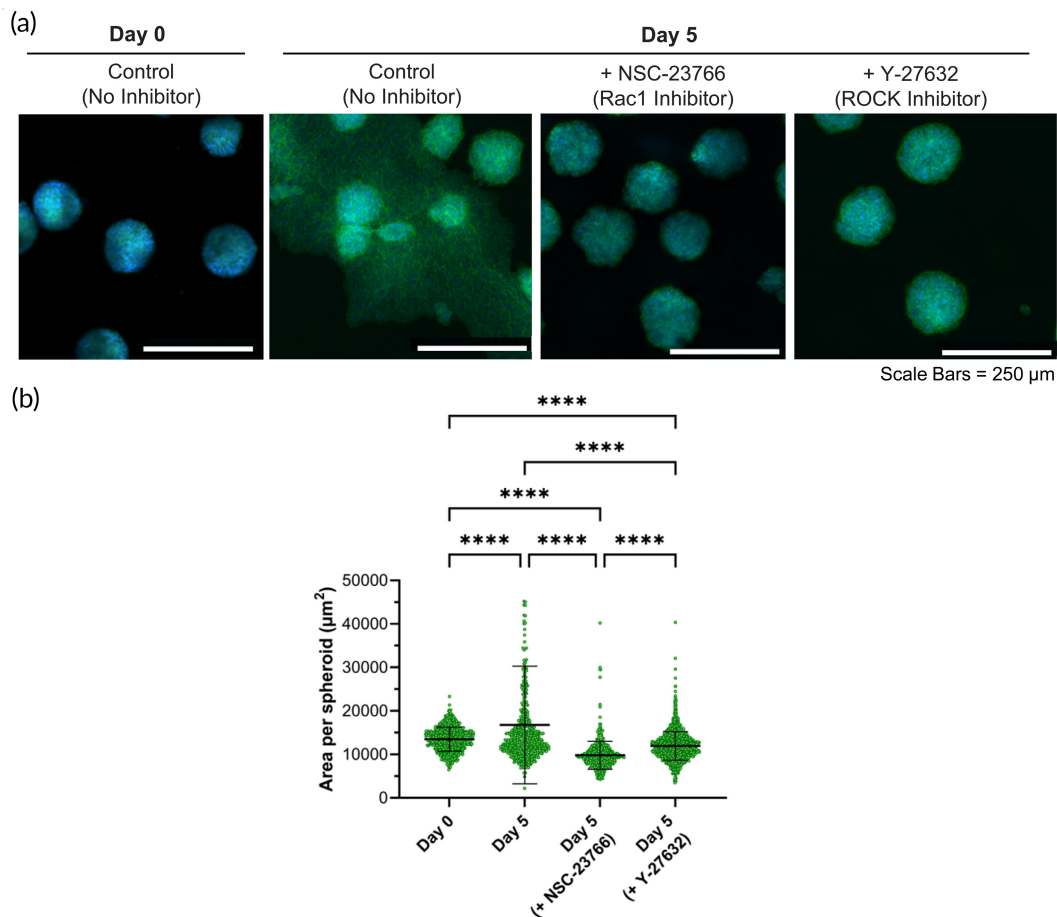 (a)
Day 0
Day 5
Control
(No Inhibitor)
Control
(No Inhibitor)
+ NSC-23766
(Rac1 Inhibitor)
+ Y-27632
(ROCK Inhibitor)
Scale Bars = 250 µm
(b)
****
****
****
****
****
****
Area per spheroid (µm²)
50000
40000
30000
20000
10000
0
Day 0
Day 5
Day 5
(+ NSC-23766)
Day 5
(+ Y-27632)